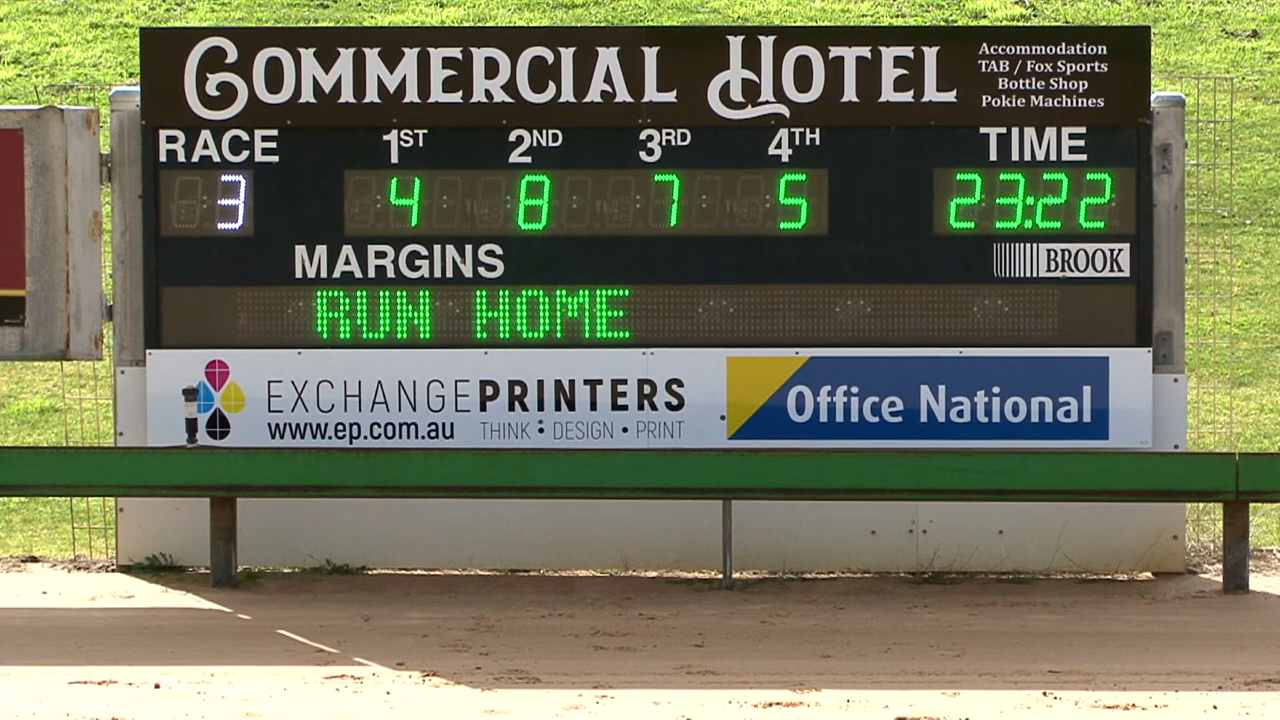 COMMERCIAL HOTEL
Accommodation
TAB / Fox Sports
Bottle Shop
Pokie Machines
RACE 1ST 2ND 3RD 4TH TIME
3 4 8 7 5 23:22
MARGINS
BROOK
RUN HOME
EXCHANGEPRINTERS
www.ep.com.au THINK • DESIGN • PRINT
Office National